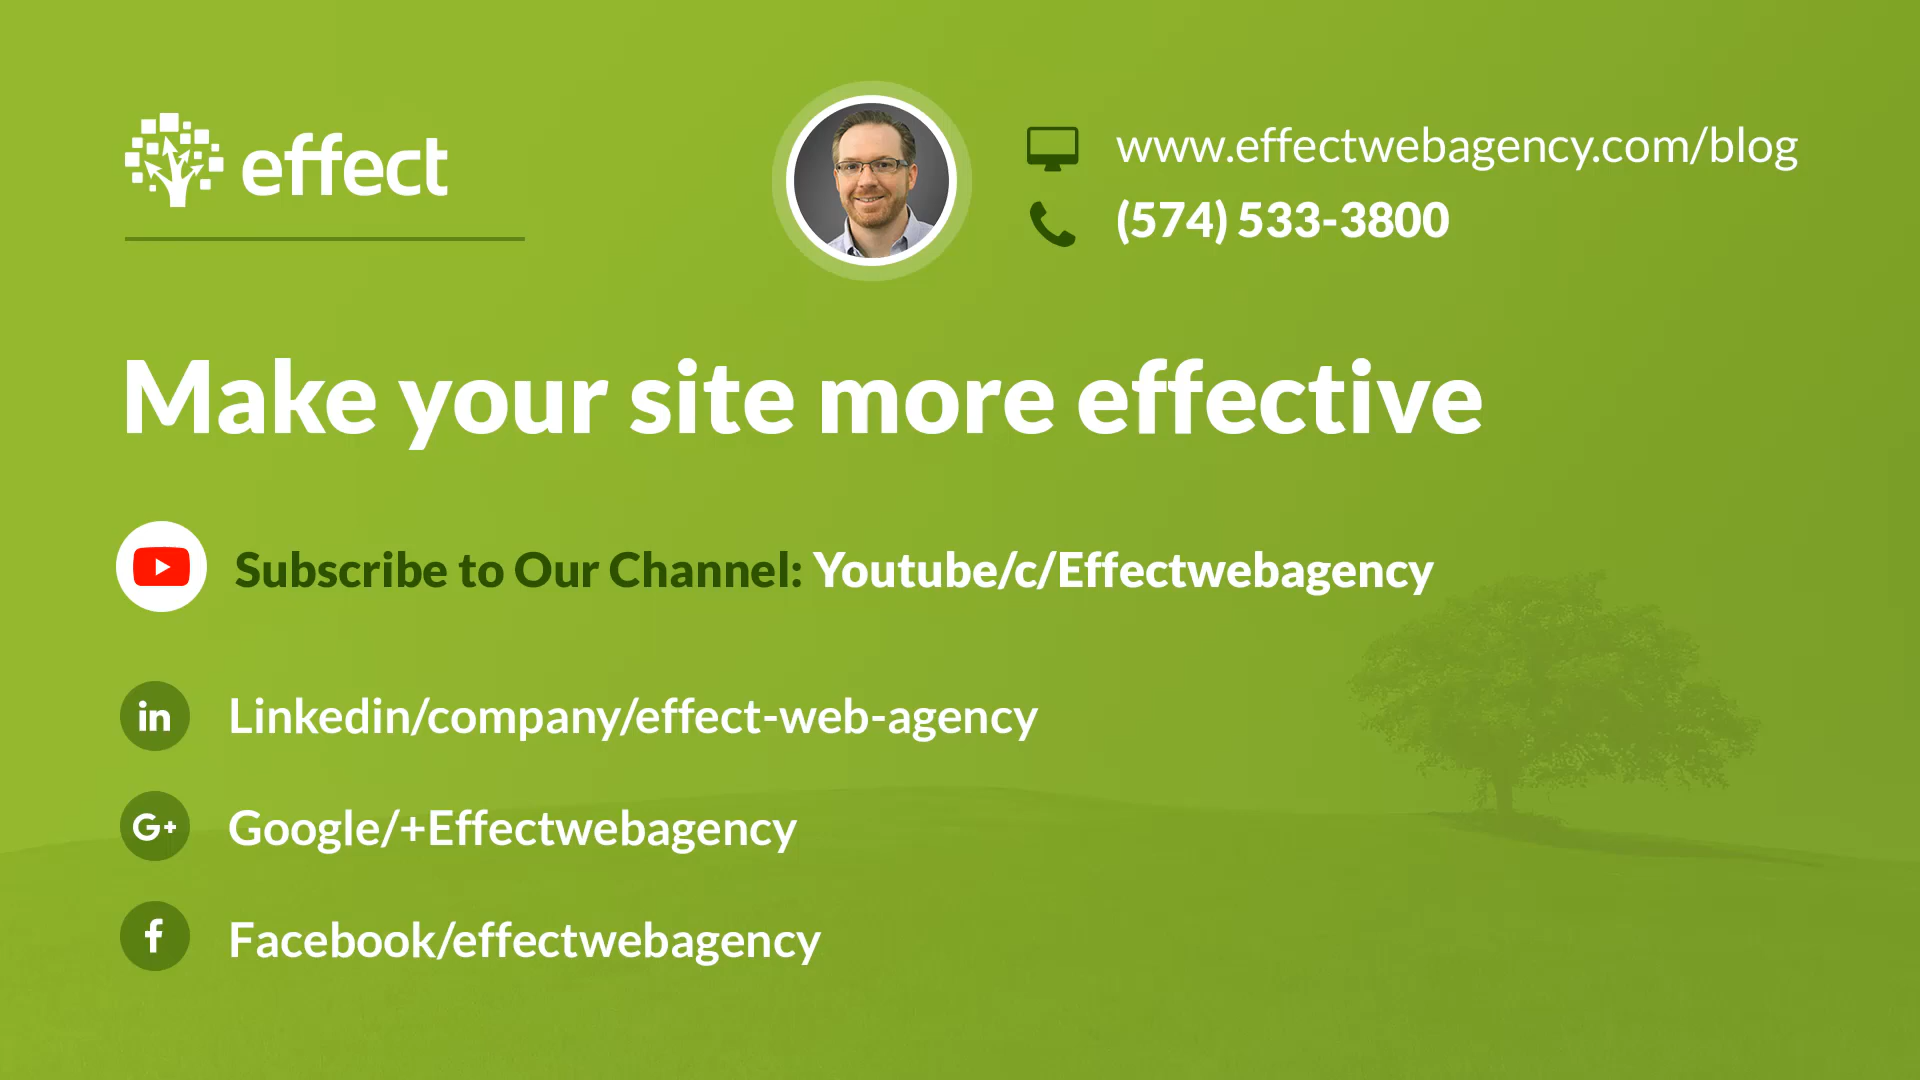 effect
www.effectwebagency.com/blog
(574) 533-3800
Make your site more effective
Subscribe to Our Channel: Youtube/c/Effectwebagency
in Linkedin/company/effect-web-agency
G+ Google/+Effectwebagency
f Facebook/effectwebagency